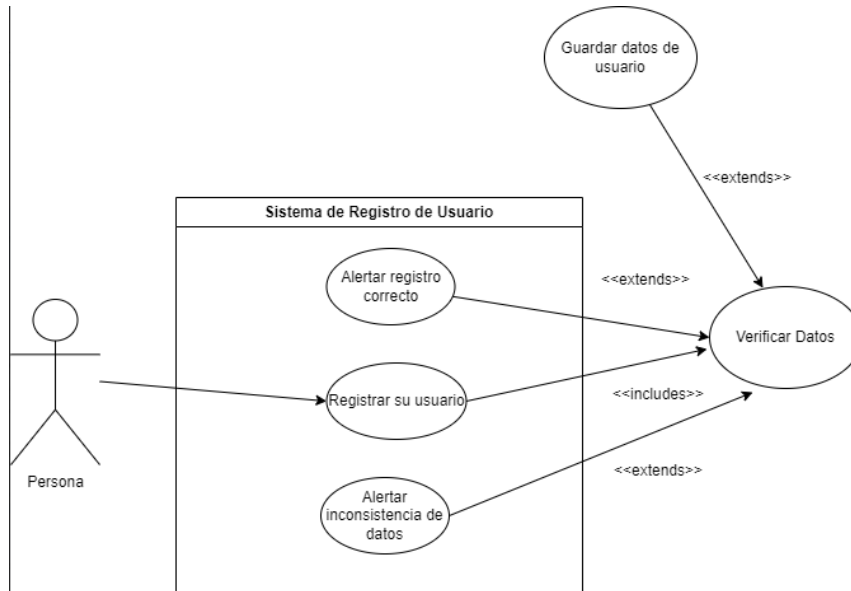 Guardar datos de
usuario
<<extends>>
Sistema de Registro de Usuario
Alertar registro
correcto
<<extends>>
Verificar Datos
Registrar su usuario
<<includes>>
<<extends>>
Persona
Alertar
inconsistencia de
datos